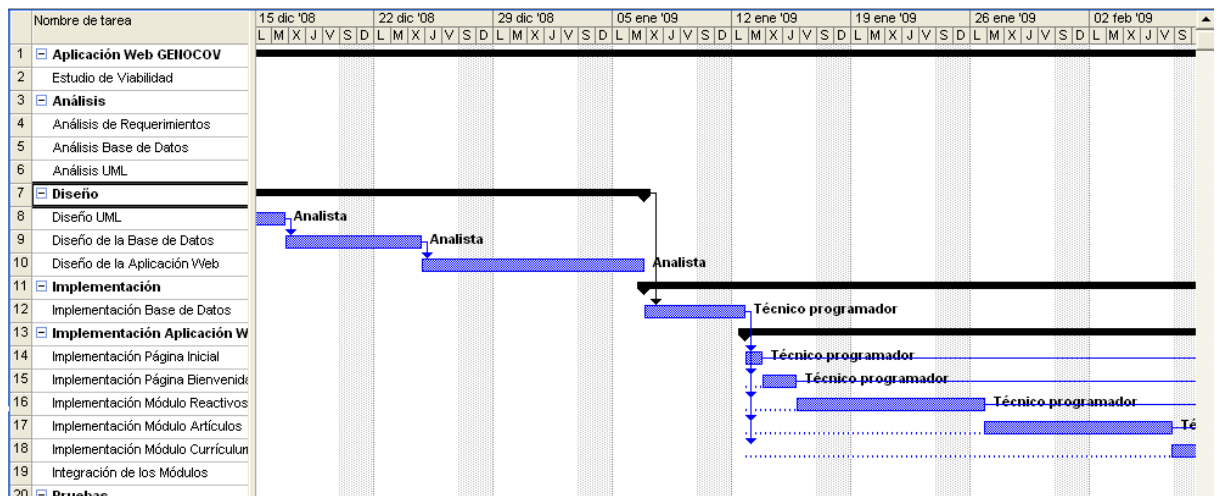 Nombre de tarea
15 dic '08 22 dic '08 29 dic '08 05 ene '09 12 ene '09 19 ene '09 26 ene '09 02 feb '09
L M X J V S D L M X J V S D L M X J V S D L M X J V S D L M X J V S D L M X J V S D L M X J V S D L M X J V S
1 Aplicación Web GENOCOV
2 Estudio de Viabilidad
3 Análisis
4 Análisis de Requerimientos
5 Análisis Base de Datos
6 Análisis UML
7 Diseño
8 Diseño UML Analista
9 Diseño de la Base de Datos Analista
10 Diseño de la Aplicación Web Analista
11 Implementación
12 Implementación Base de Datos Técnico programador
13 Implementación Aplicación W
14 Implementación Página Inicial Técnico programador
15 Implementación Página Bienvenida Técnico programador
16 Implementación Módulo Reactivos Técnico programador
17 Implementación Módulo Artículos Té
18 Implementación Módulo Currículum
19 Integración de los Módulos
20 Pruebas